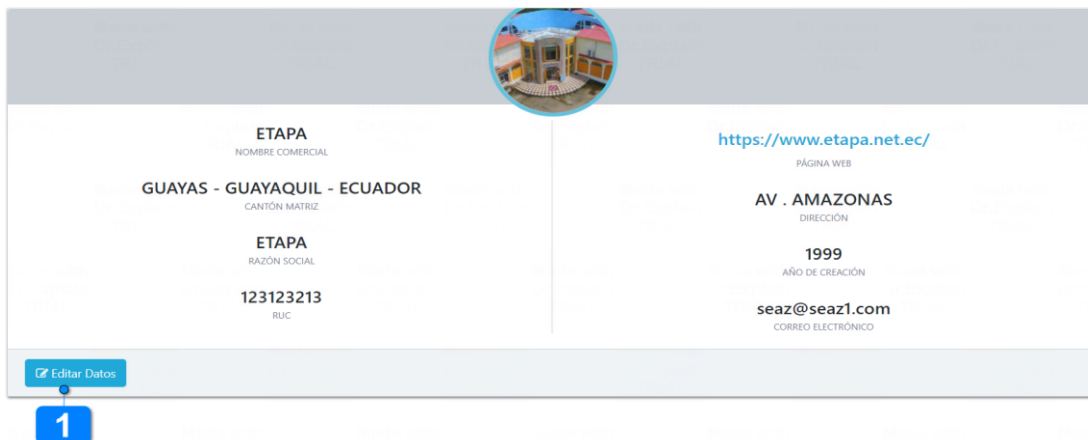 ETAPA
NOMBRE COMERCIAL
GUAYAS - GUAYAQUIL - ECUADOR
CANTÓN MATRIZ
ETAPA
RAZÓN SOCIAL
123123213
RUC
https://www.etapa.net.ec/
PÁGINA WEB
AV . AMAZONAS
DIRECCIÓN
1999
AÑO DE CREACIÓN
seaz@seaz1.com
CORREO ELECTRÓNICO
Editar Datos
1